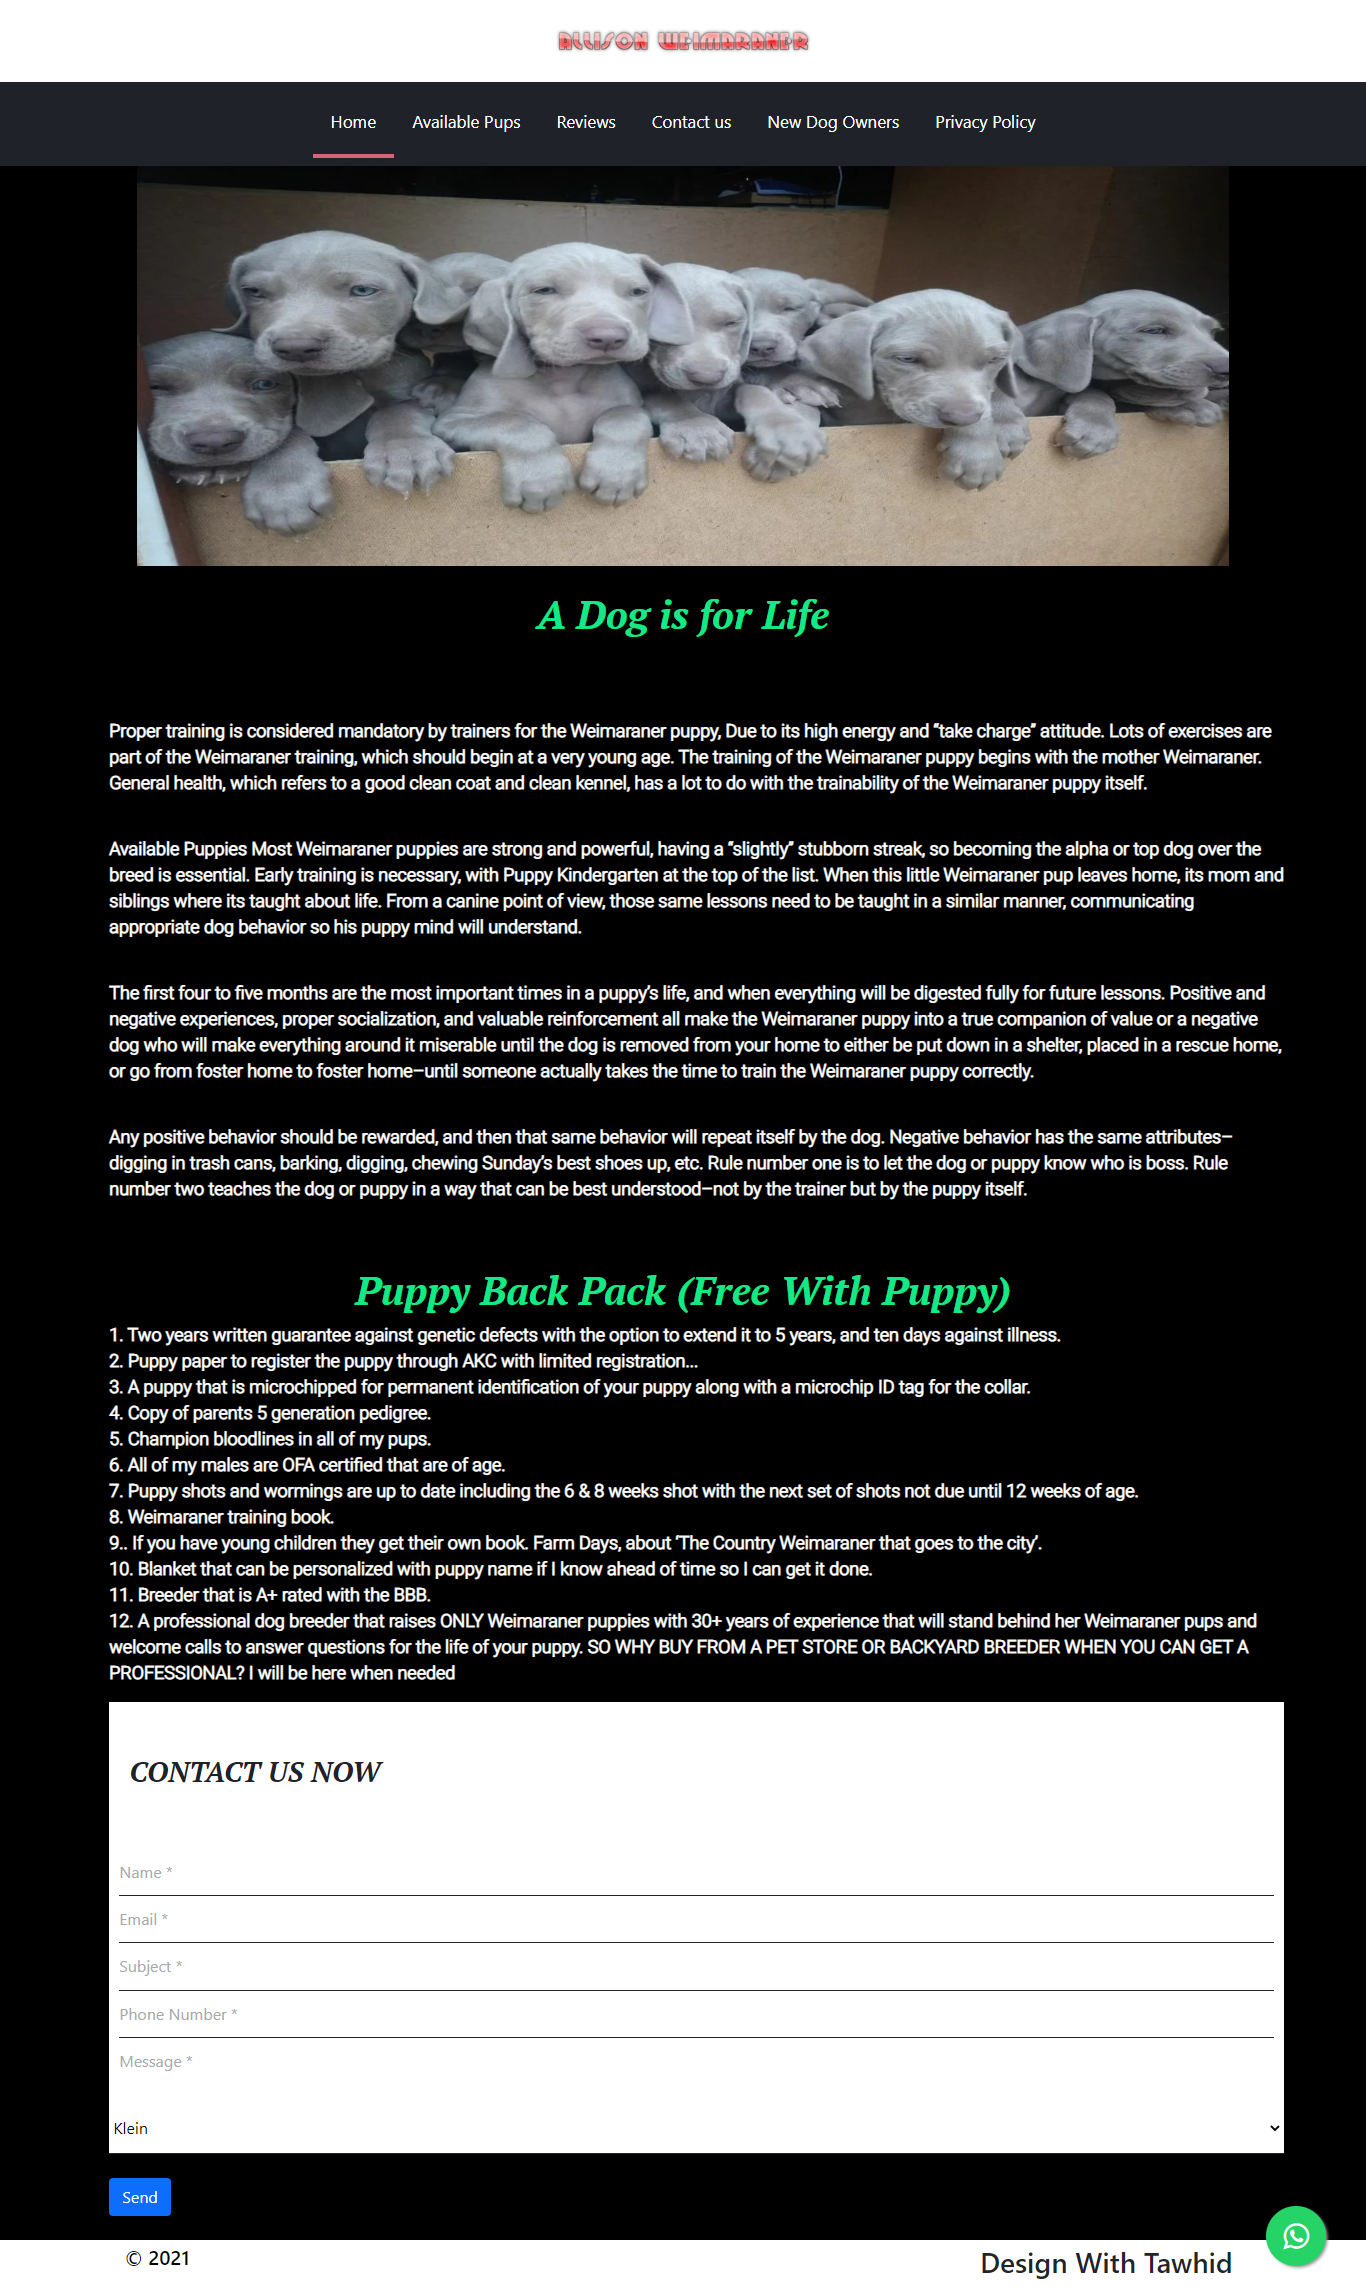 ALLISON WEIMARANER
Home Available Pups Reviews Contact us New Dog Owners Privacy Policy
A Dog is for Life
Proper training is considered mandatory by trainers for the Weimaraner puppy, Due to its high energy and “take charge” attitude. Lots of exercises are
part of the Weimaraner training, which should begin at a very young age. The training of the Weimaraner puppy begins with the mother Weimaraner.
General health, which refers to a good clean coat and clean kennel, has a lot to do with the trainability of the Weimaraner puppy itself.
Available Puppies Most Weimaraner puppies are strong and powerful, having a “slightly” stubborn streak, so becoming the alpha or top dog over the
breed is essential. Early training is necessary, with Puppy Kindergarten at the top of the list. When this little Weimaraner pup leaves home, its mom and
siblings where its taught about life. From a canine point of view, those same lessons need to be taught in a similar manner, communicating
appropriate dog behavior so his puppy mind will understand.
The first four to five months are the most important times in a puppy’s life, and when everything will be digested fully for future lessons. Positive and
negative experiences, proper socialization, and valuable reinforcement all make the Weimaraner puppy into a true companion of value or a negative
dog who will make everything around it miserable until the dog is removed from your home to either be put down in a shelter, placed in a rescue home,
or go from foster home to foster home–until someone actually takes the time to train the Weimaraner puppy correctly.
Any positive behavior should be rewarded, and then that same behavior will repeat itself by the dog. Negative behavior has the same attributes–
digging in trash cans, barking, digging, chewing Sunday’s best shoes up, etc. Rule number one is to let the dog or puppy know who is boss. Rule
number two teaches the dog or puppy in a way that can be best understood–not by the trainer but by the puppy itself.
Puppy Back Pack (Free With Puppy)
1. Two years written guarantee against genetic defects with the option to extend it to 5 years, and ten days against illness.
2. Puppy paper to register the puppy through AKC with limited registration...
3. A puppy that is microchipped for permanent identification of your puppy along with a microchip ID tag for the collar.
4. Copy of parents 5 generation pedigree.
5. Champion bloodlines in all of my pups.
6. All of my males are OFA certified that are of age.
7. Puppy shots and wormings are up to date including the 6 & 8 weeks shot with the next set of shots not due until 12 weeks of age.
8. Weimaraner training book.
9.. If you have young children they get their own book. Farm Days, about ‘The Country Weimaraner that goes to the city’.
10. Blanket that can be personalized with puppy name if I know ahead of time so I can get it done.
11. Breeder that is A+ rated with the BBB.
12. A professional dog breeder that raises ONLY Weimaraner puppies with 30+ years of experience that will stand behind her Weimaraner pups and
welcome calls to answer questions for the life of your puppy. SO WHY BUY FROM A PET STORE OR BACKYARD BREEDER WHEN YOU CAN GET A
PROFESSIONAL? I will be here when needed
CONTACT US NOW
Name *
Email *
Subject *
Phone Number *
Message *
Klein
Send
© 2021
Design With Tawhid